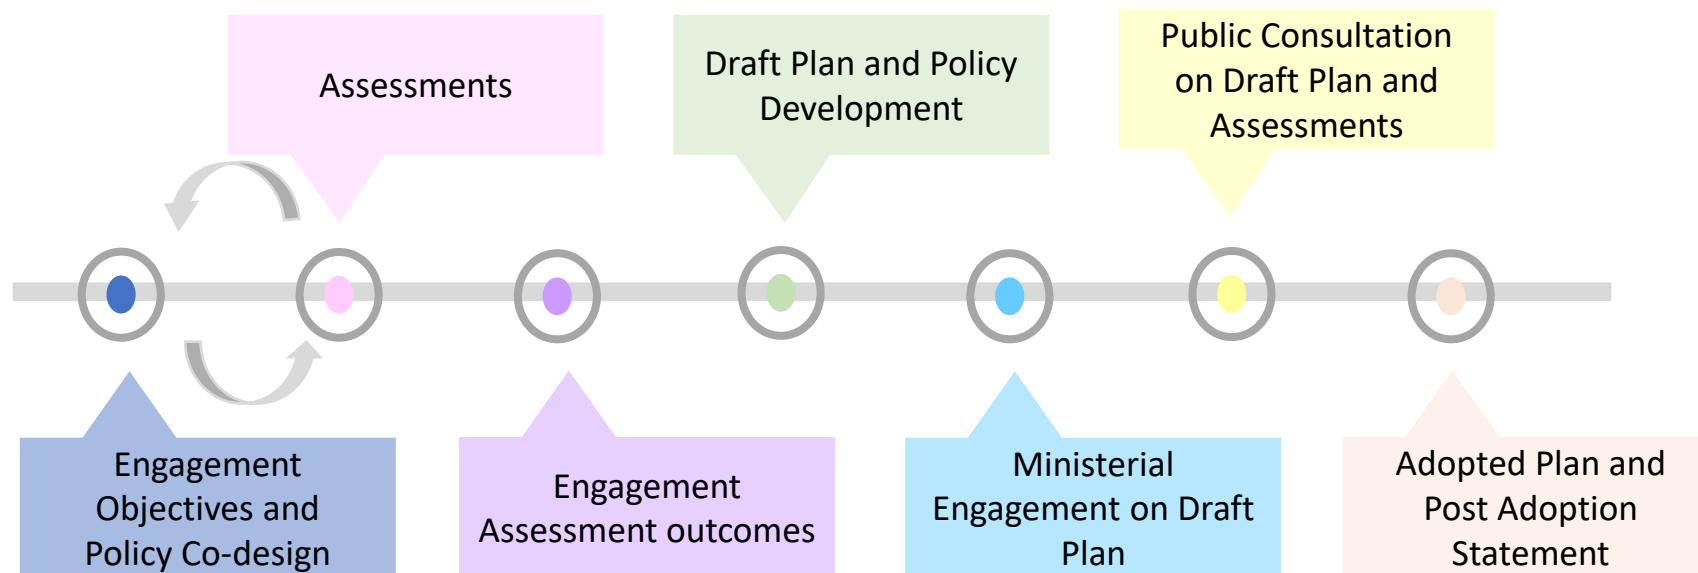 Assessments
Draft Plan and Policy
Development
Public Consultation
on Draft Plan and
Assessments
Engagement
Objectives and
Policy Co-design
Engagement
Assessment outcomes
Ministerial
Engagement on Draft
Plan
Adopted Plan and
Post Adoption
Statement